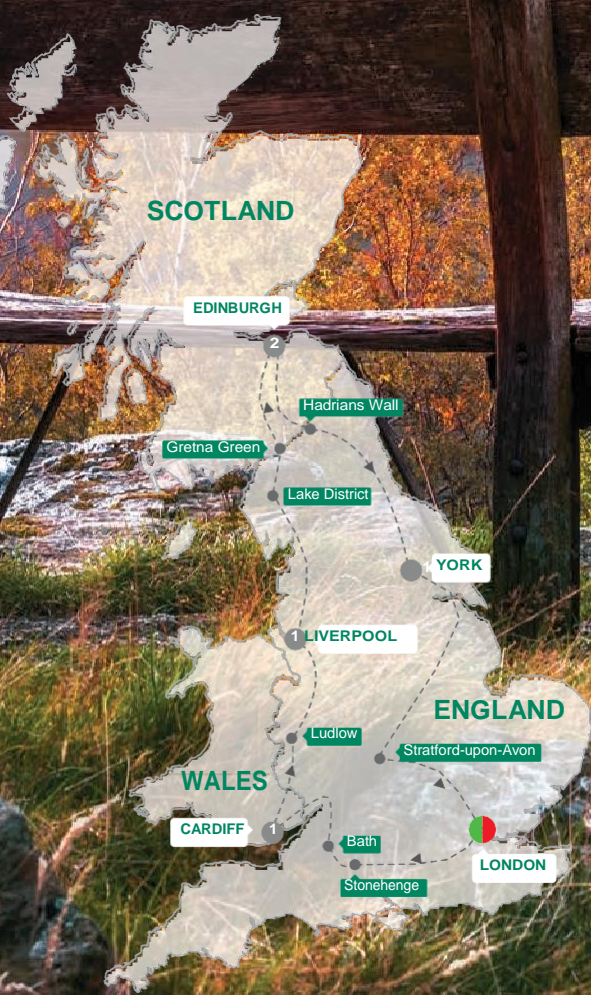 SCOTLAND
EDINBURGH
2
Hadrians Wall
Gretna Green
Lake District
YORK
1 LIVERPOOL
ENGLAND
Ludlow
Stratford-upon-Avon
WALES
CARDIFF
1
Bath
LONDON
Stonehenge